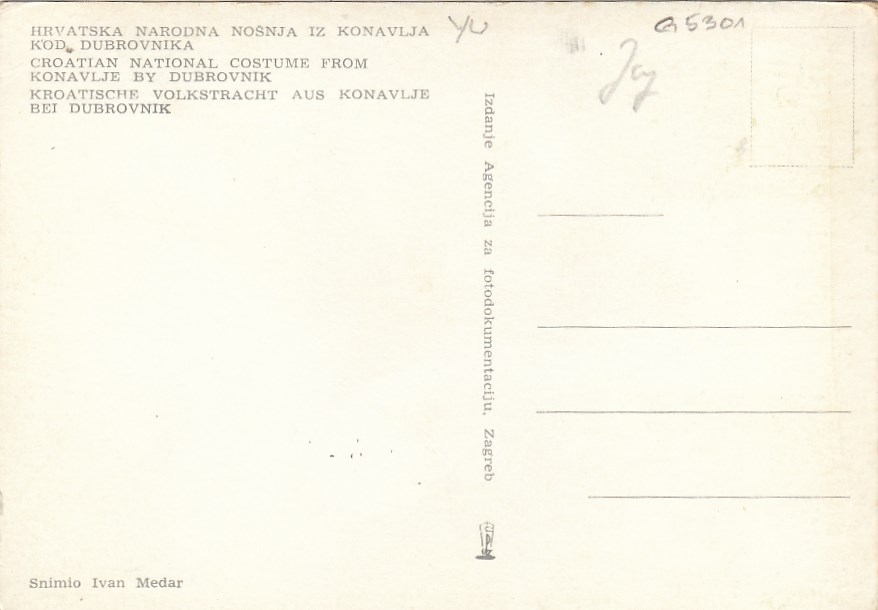 HRVATSKA NARODNA NOŠNJA IZ KONAVLJA
KOD DUBROVNIKA
CROATIAN NATIONAL COSTUME FROM
KONAVLJE BY DUBROVNIK
KROATISCHE VOLKSTRACHT AUS KONAVLJE
BEI DUBROVNIK
YU
G 5301
Izdanje Agencija za fotodokumentaciju, Zagreb
Snimio Ivan Medar